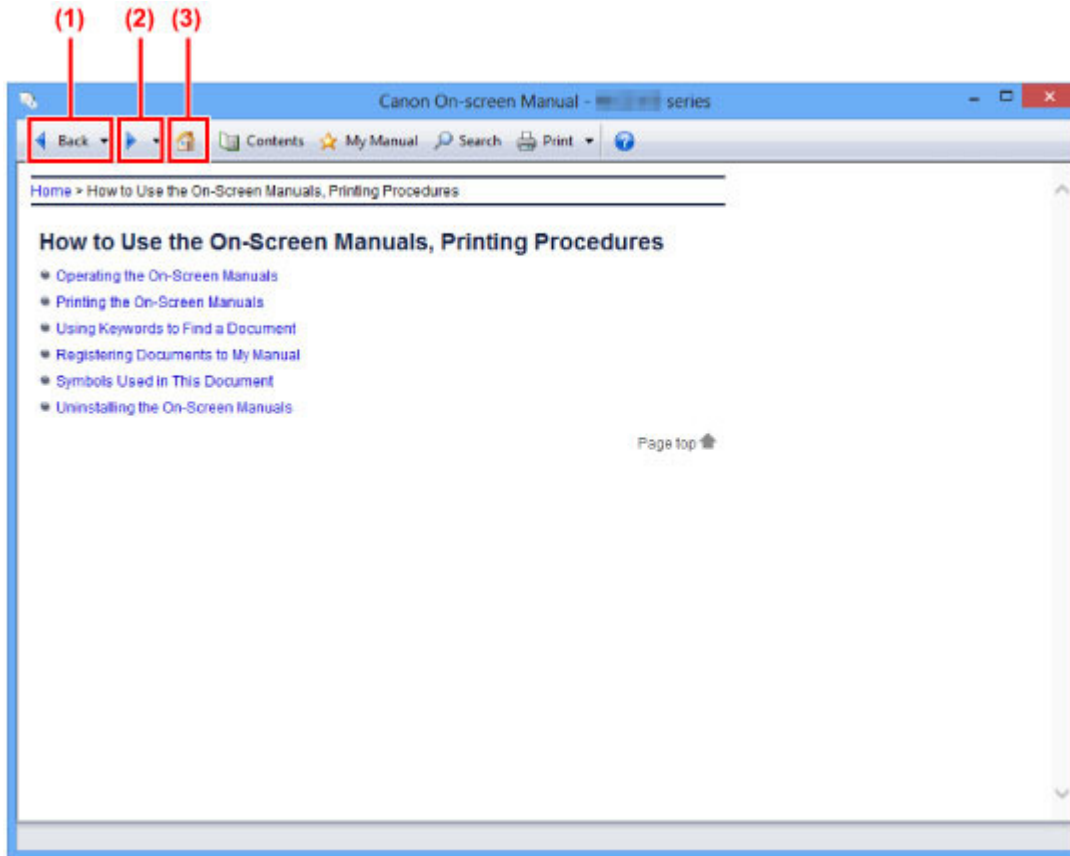 (1) (2) (3)
Canon On-screen Manual - series
Back Contents My Manual Search Print
Home > How to Use the On-Screen Manuals, Printing Procedures
How to Use the On-Screen Manuals, Printing Procedures
Operating the On-Screen Manuals
Printing the On-Screen Manuals
Using Keywords to Find a Document
Registering Documents to My Manual
Symbols Used in This Document
Uninstalling the On-Screen Manuals
Page top